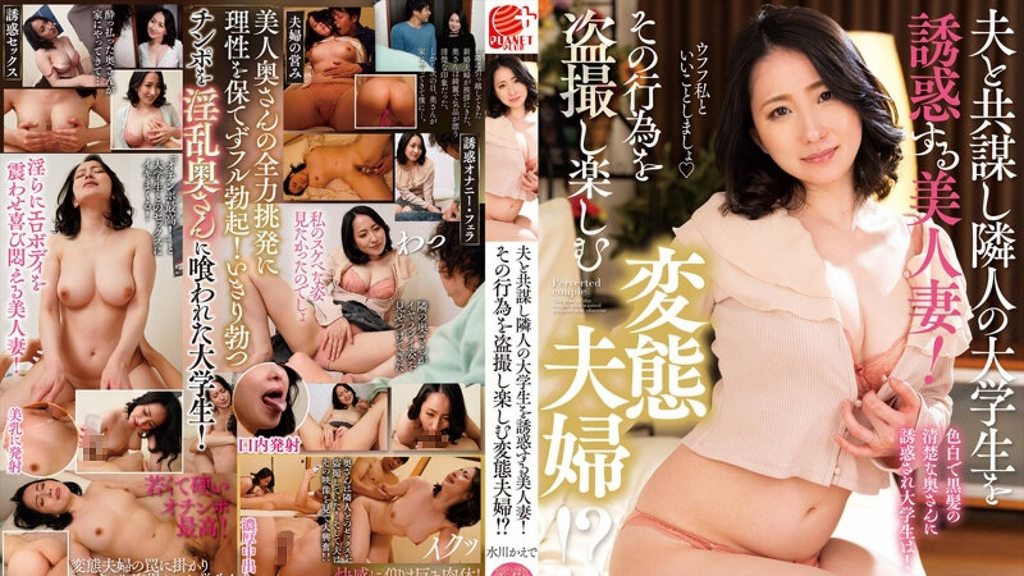 夫と共謀し隣人の大学生を
誘惑する美人妻！
その行為を
盗撮し楽しむ
変態
夫婦
!?
ウフフ私と
いいことしましょ♡
Perverted
couple.
色白で黒髪の
清楚な奥さんに
誘惑され大学生は！
PLANET
PLUS
夫と共謀し隣人の大学生を誘惑する美人妻！
その行為を盗撮し楽しむ変態夫婦!?
水川かえで
誘惑オナニー・フェラ
夫婦の営み
わっ
私のスケベな姿
見たかったのでしょ
美人奥さんの全力挑発に
理性を保てずフル勃起！いきり勃つ
チンポを淫乱奥さんに喰われた大学生！
誘惑セックス
淫らにエロボディを
震わせ喜び悶える美人妻！
口内発射
美乳に発射
若くて硬い
オチンポ
最高！
イクッ
変態夫婦の罠に掛かり